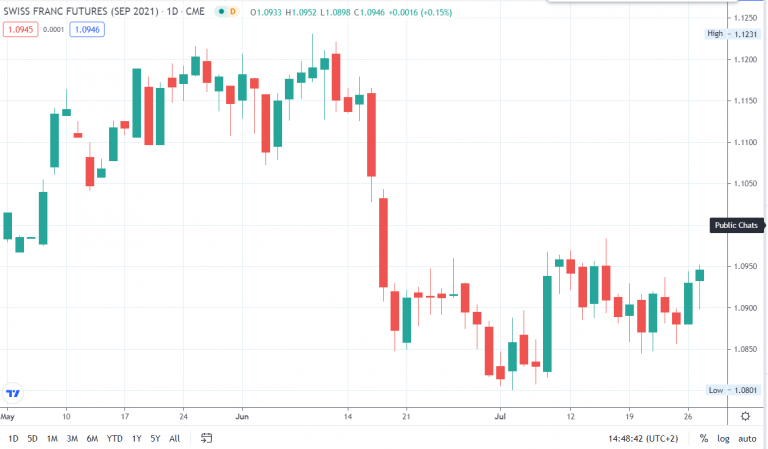 SWISS FRANC FUTURES (SEP 2021) · 1D · CME D O1.0933 H1.0952 L1.0898 C1.0946 +0.0016 (+0.15%)
1.0945 0.0001 1.0946
1.1250
High 1.1231
1.1200
1.1150
1.1100
1.1050
Public Chats
1.0950
1.0900
1.0850
Low 1.0801
May 10 17 24 Jun 14 21 Jul 12 19 26
1D 5D 1M 3M 6M YTD 1Y 5Y All 14:48:42 (UTC+2) % log auto